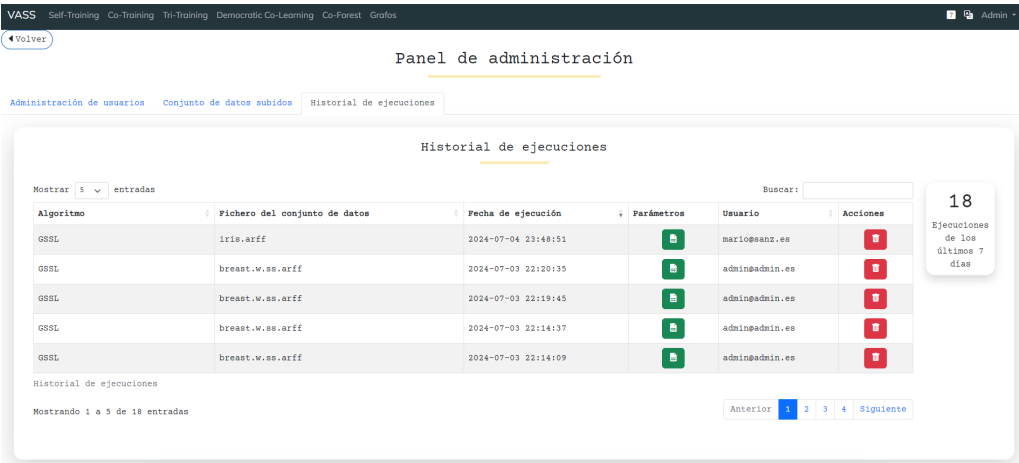 VASS Self-Training Co-Training Tri-Training Democratic Co-Learning Co-Forest Grafos Admin
Volver
Panel de administración
Administración de usuarios Conjunto de datos subidos Historial de ejecuciones
Historial de ejecuciones
Mostrar 5 entradas Buscar:
Algoritmo Fichero del conjunto de datos Fecha de ejecución Parámetros Usuario Acciones
GSSL iris.arff 2024-07-04 23:48:51 mario@sanz.es
GSSL breast.w.ss.arff 2024-07-03 22:20:35 admin@admin.es
GSSL breast.w.ss.arff 2024-07-03 22:19:45 admin@admin.es
GSSL breast.w.ss.arff 2024-07-03 22:14:37 admin@admin.es
GSSL breast.w.ss.arff 2024-07-03 22:14:09 admin@admin.es
Historial de ejecuciones
Mostrando 1 a 5 de 18 entradas
Anterior 1 2 3 4 Siguiente
18
Ejecuciones
de los
últimos 7
días